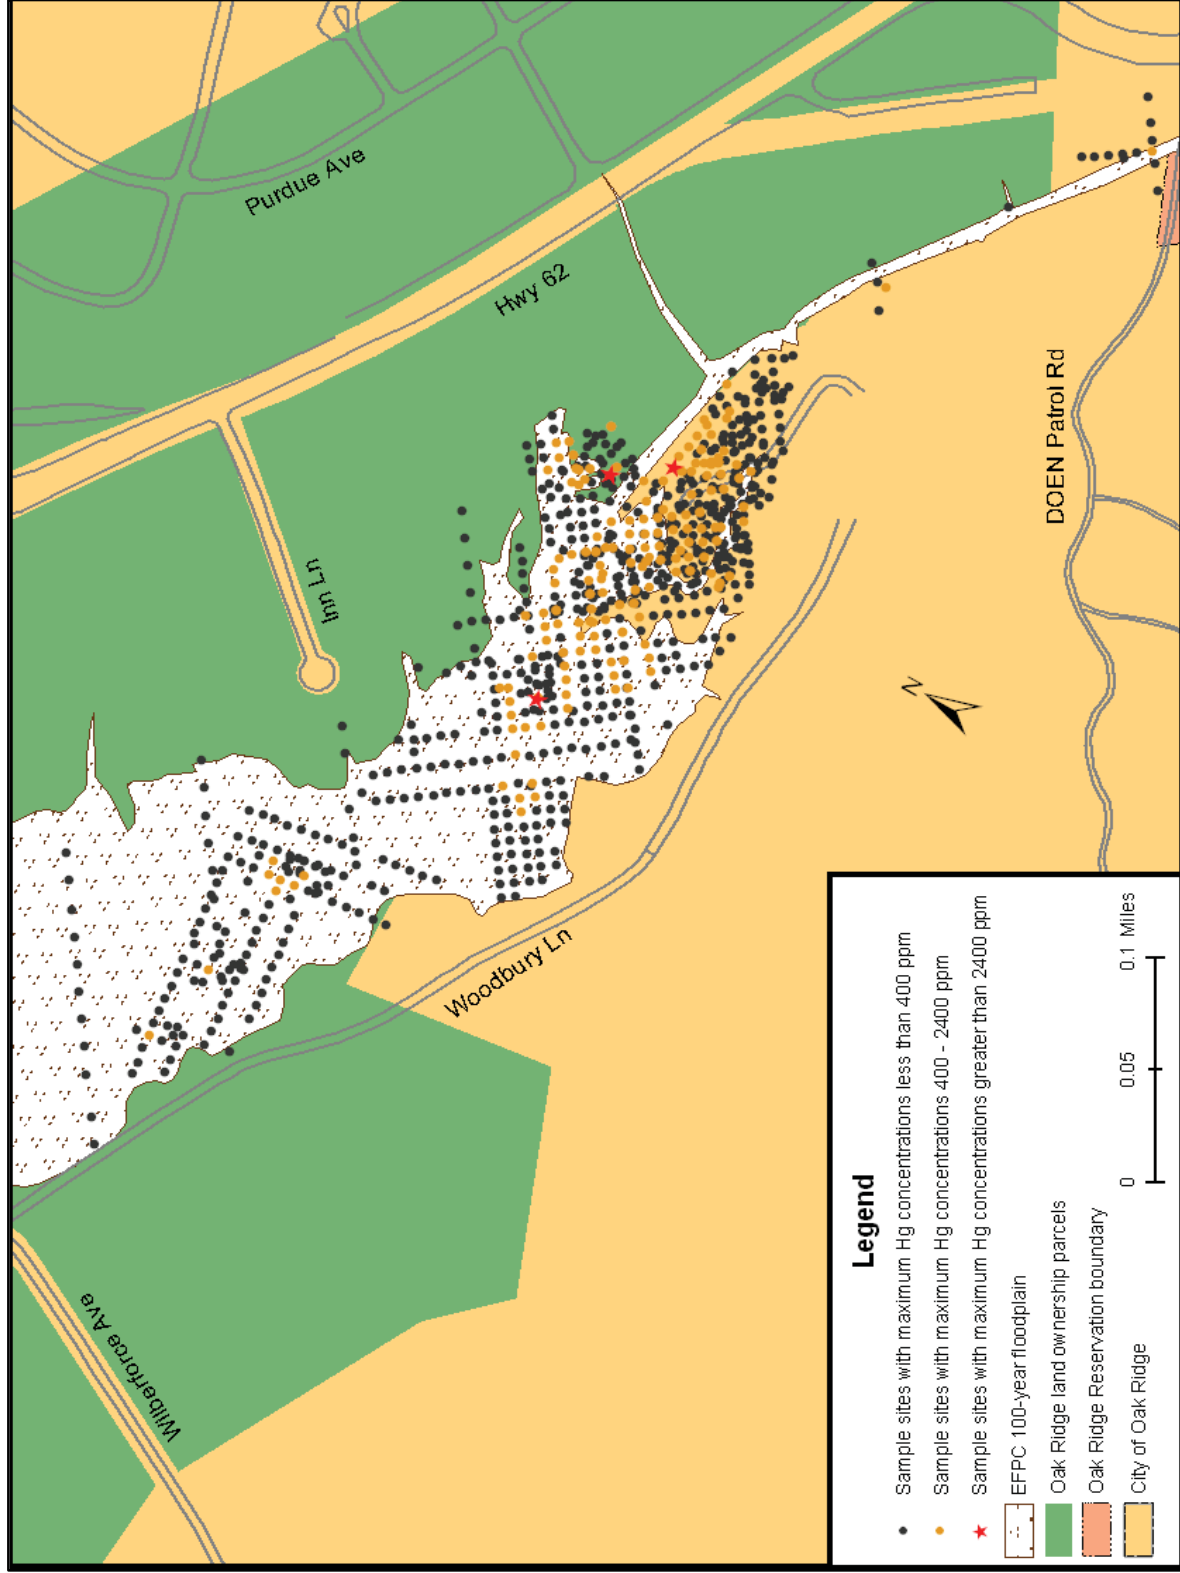 Purdue Ave
Hwy 62
Inn Ln
DOEN Patrol Rd
N
Woodbury Ln
Wilberforce Ave
Legend
Sample sites with maximum Hg concentrations less than 400 ppm
Sample sites with maximum Hg concentrations 400 - 2400 ppm
Sample sites with maximum Hg concentrations greater than 2400 ppm
EFPC 100-year floodplain
Oak Ridge land ownership parcels
Oak Ridge Reservation boundary
City of Oak Ridge
0 0.05 0.1 Miles